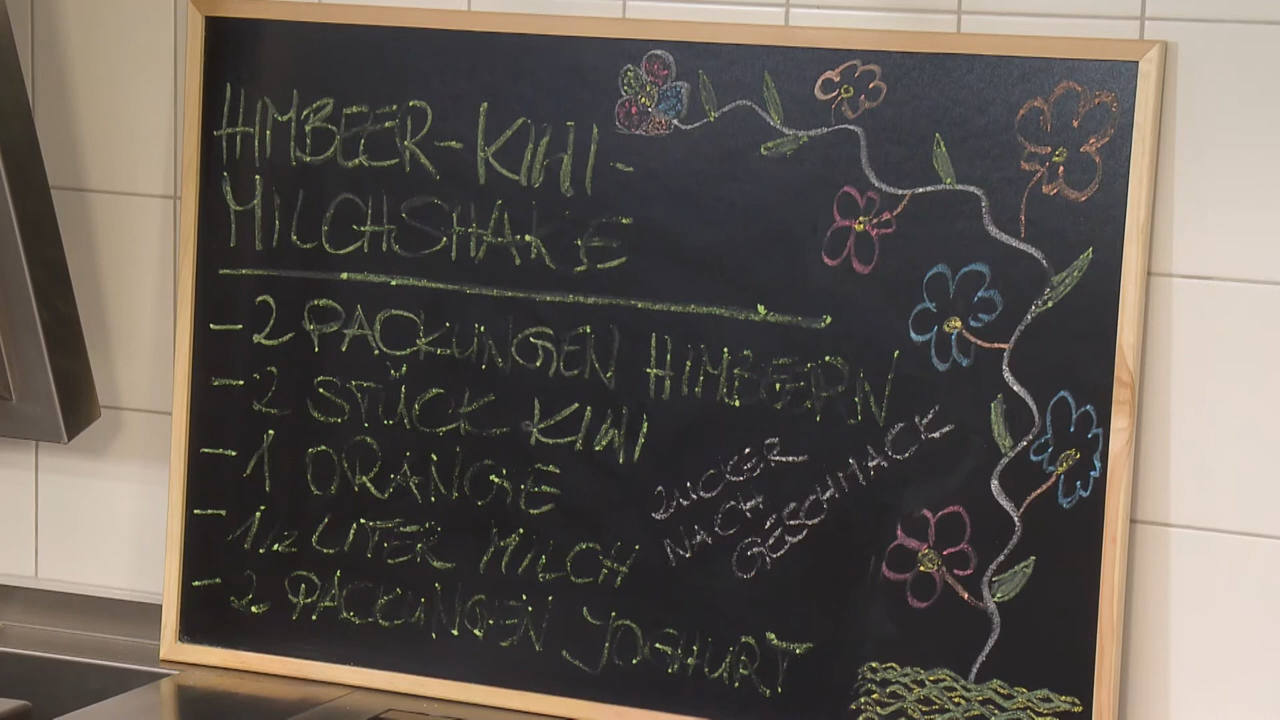 HIMBEER-KIWI-
MILCHSHAKE
- 2 PACKUNGEN HIMBEERN
- 2 STÜCK KIWI
- 1 ORANGE
- 1/2 LITER MILCH
- 2 PACKUNGEN JOGHURT
ZUCKER
NACH
GESCHMACK